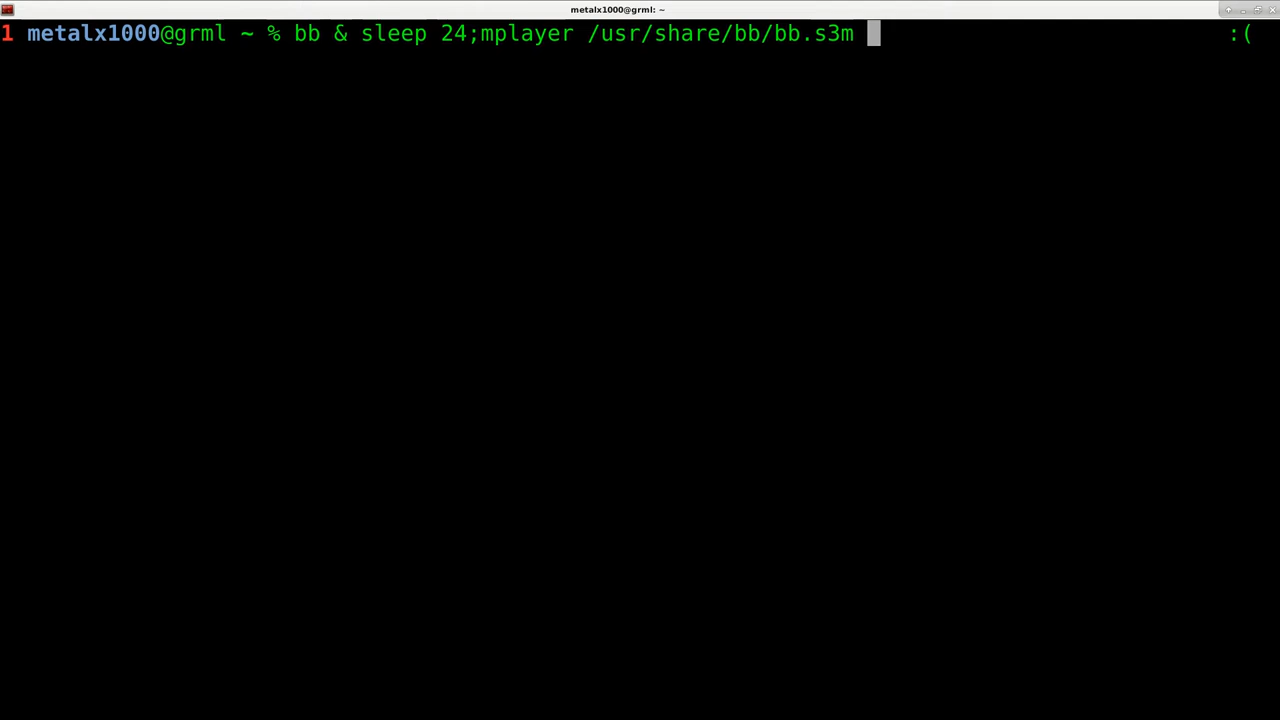 metalx1000@grml: ~
1 metalx1000@grml ~ % bb & sleep 24;mplayer /usr/share/bb/bb.s3m :(